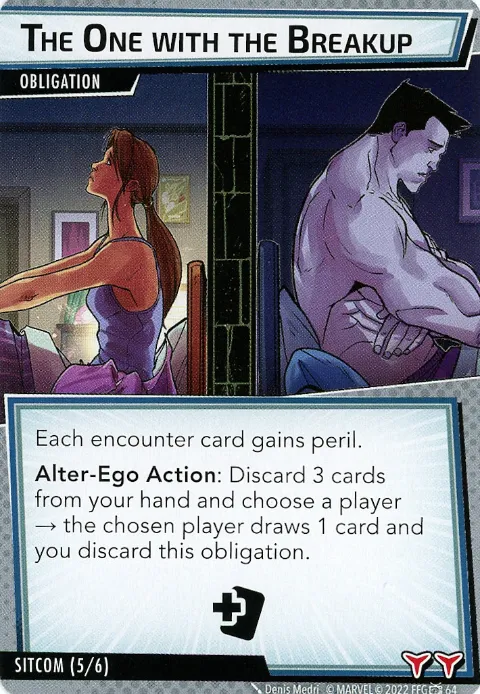 The One with the Breakup
OBLIGATION
Each encounter card gains peril.
Alter-Ego Action: Discard 3 cards
from your hand and choose a player
→ the chosen player draws 1 card and
you discard this obligation.
SITCOM (5/6)
Denis Medri © MARVEL © 2022 FFG 64